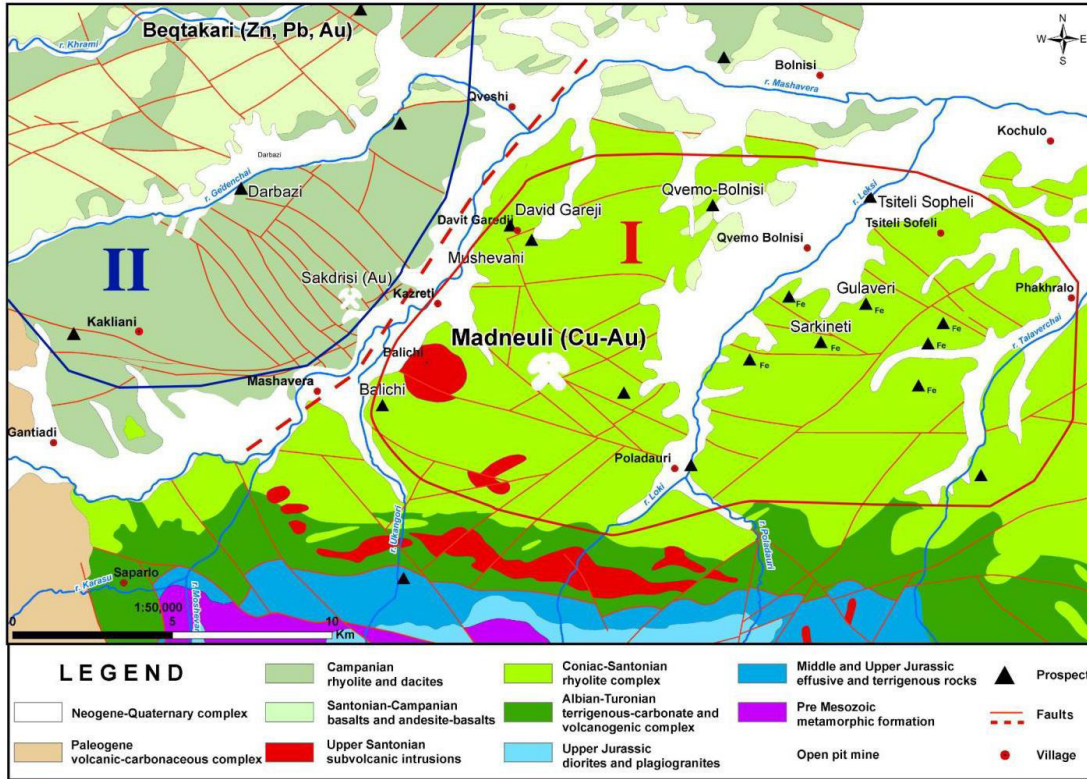 Beqtakari (Zn, Pb, Au)
r. Khrami
N
W E
S
Bolnisi
r. Mashavera
Qveshi
Kochulo
Darbazi
Darbazi
r. Geidenchai
Qvemo-Bolnisi
r. Leksi
Tsiteli Sopheli
Tsiteli Sofeli
Davit Garedji
David Gareji
I
Mushevani
Qvemo Bolnisi
II
Sakdrisi (Au)
Kazreti
Gulaveri
Phakhralo
Fe
Fe
Fe
Fe
Fe
Fe
Fe
Sarkineti
r. Talaverchai
Kakliani
Madneuli (Cu-Au)
Balichi
Balichi
Mashavera
Gantiadi
Poladauri
r. Loki
r. Ukangori
r. Poladauri
Saparlo
r. Karasu
1:50,000
0 5 10
Km
LEGEND
Neogene-Quaternary complex
Paleogene
volcanic-carbonaceous complex
Campanian
rhyolite and dacites
Santonian-Campanian
basalts and andesite-basalts
Upper Santonian
subvolcanic intrusions
Coniac-Santonian
rhyolite complex
Albian-Turonian
terrigenous-carbonate and
volcanogenic complex
Upper Jurassic
diorites and plagiogranites
Middle and Upper Jurassic
effusive and terrigenous rocks
Pre Mesozoic
metamorphic formation
Open pit mine
Prospect
Faults
Village